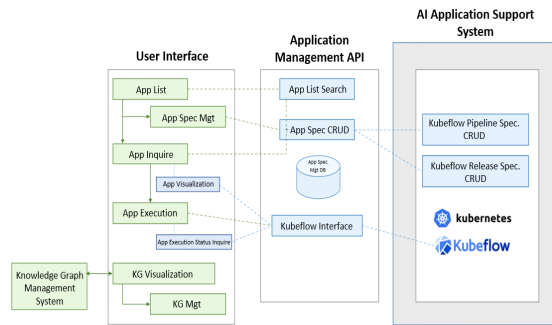 User Interface
App List
App Spec Mgt
App Inquire
App Visualization
App Execution
App Execution Status Inquire
Knowledge Graph
Management
System
KG Visualization
KG Mgt
Application
Management API
App List Search
App Spec CRUD
App Spec
Mgt DB
Kubeflow Interface
AI Application Support
System
Kubeflow Pipeline Spec.
CRUD
Kubeflow Release Spec.
CRUD
kubernetes
Kubeflow